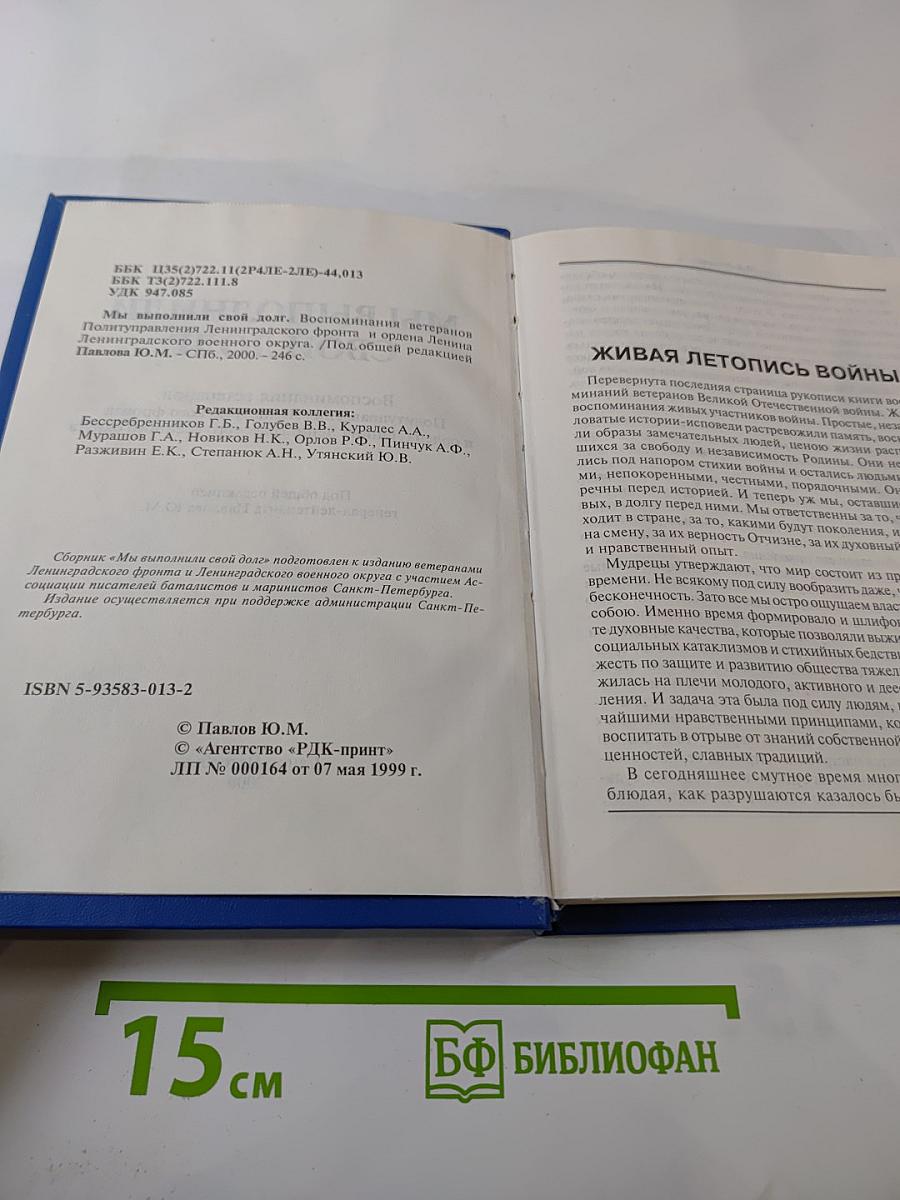 ББК Ц35(2)722.11(2Р4ЛЕ-2ЛЕ)-44,013
ББК Т3(2)722.111.8
УДК 947.085
Мы выполнили свой долг. Воспоминания ветеранов
Политуправления Ленинградского фронта и ордена Ленина
Ленинградского военного округа. /Под общей редакцией
Павлова Ю.М. - СПб., 2000. - 246 с.
Редакционная коллегия:
Бессребренников Г.Б., Голубев В.В., Куралес А.А.,
Мурашов Г.А., Новиков Н.К., Орлов Р.Ф., Пинчук А.Ф.,
Разживин Е.К., Степанюк А.Н., Утянский Ю.В.
Сборник «Мы выполнили свой долг» подготовлен к изданию ветеранами
Ленинградского фронта и Ленинградского военного округа с участием Ас-
социации писателей баталистов и маринистов Санкт-Петербурга.
Издание осуществляется при поддержке администрации Санкт-Пе-
тербурга.
ISBN 5-93583-013-2
© Павлов Ю.М.
© «Агентство «РДК-принт»
ЛП № 000164 от 07 мая 1999 г.
ЖИВАЯ ЛЕТОПИСЬ ВОЙНЫ
Перевернута последняя страница рукописи книги вос
минаний ветеранов Великой Отечественной войны. Ж
воспоминания живых участников войны. Простые, неза
ловатые истории-исповеди растревожили память, воск
ли образы замечательных людей, ценою жизни расп
шихся за свободу и независимость Родины. Они не
лись под напором стихии войны и остались людьми
ми, непокоренными, честными, порядочными. Он
речны перед историей. И теперь уж мы, оставши
вых, в долгу перед ними. Мы ответственны за то, ч
ходит в стране, за то, какими будут поколения, и
на смену, за их верность Отчизне, за их духовный
и нравственный опыт.
Мудрецы утверждают, что мир состоит из пр
времени. Не всякому под силу вообразить даже, ч
бесконечность. Зато все мы остро ощущаем власт
собою. Именно время формировало и шлифов
те духовные качества, которые позволяли выжи
социальных катаклизмов и стихийных бедстви
жесть по защите и развитию общества тяжел
жилась на плечи молодого, активного и деес
ления. И задача эта была под силу людям,
чайшими нравственными принципами, ко
воспитать в отрыве от знаний собственной
ценностей, славных традиций.
В сегодняшнее смутное время мног
блюдая, как разрушаются казалось бы
15 см
БФ БИБЛИОФАН